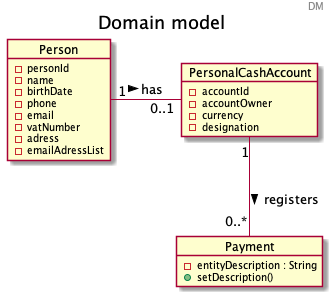 DM
Domain model
Person
personId
name
birthDate
phone
email
vatNumber
adress
emailAdressList
1
has
0..1
PersonalCashAccount
accountId
accountOwner
currency
designation
1
registers
0..*
Payment
entityDescription : String
setDescription()